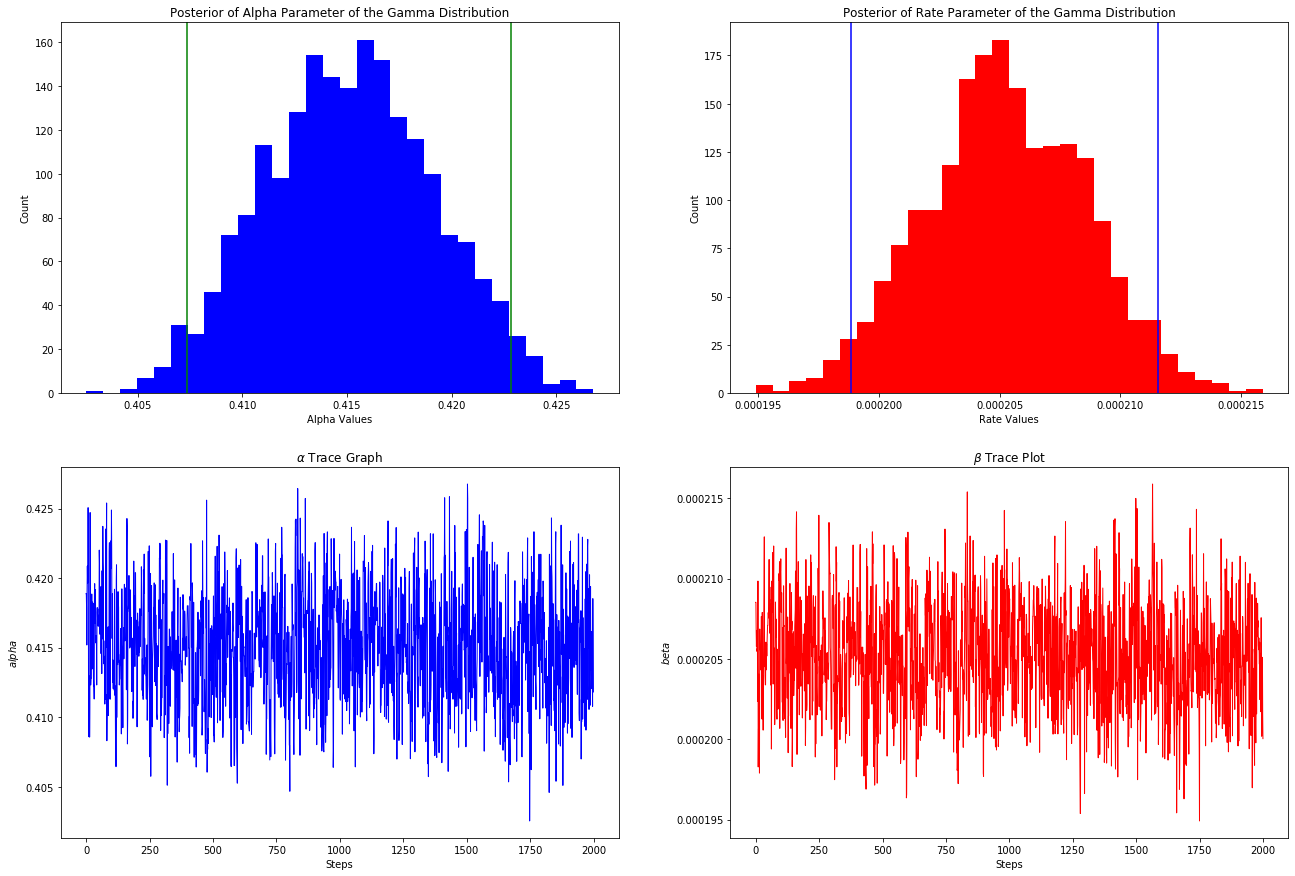 Posterior of Alpha Parameter of the Gamma Distribution
160
140
120
100
80
60
40
20
0
Count
0.405 0.410 0.415 0.420 0.425
Alpha Values
Posterior of Rate Parameter of the Gamma Distribution
175
150
125
100
75
50
25
0
Count
0.000195 0.000200 0.000205 0.000210 0.000215
Rate Values
α Trace Graph
0.425
0.420
0.415
0.410
0.405
alpha
0 250 500 750 1000 1250 1500 1750 2000
Steps
β Trace Plot
0.000215
0.000210
0.000205
0.000200
0.000195
beta
0 250 500 750 1000 1250 1500 1750 2000
Steps